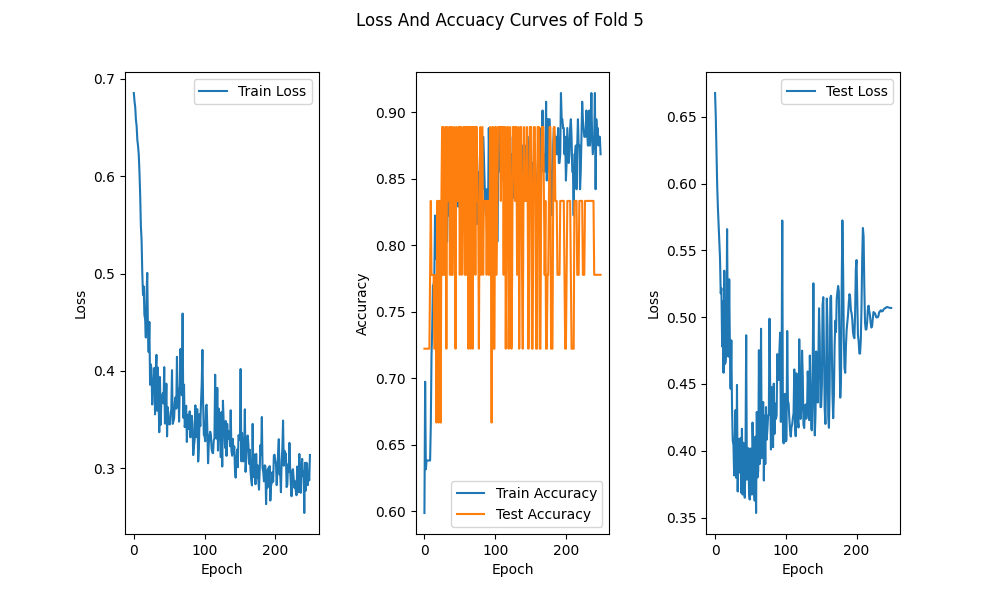 Loss And Accuacy Curves of Fold 5
Train Loss
0.7
0.6
0.5
0.4
0.3
Loss
0
100
200
Epoch
0.90
0.85
0.80
0.75
0.70
0.65
0.60
Accuracy
Train Accuracy
Test Accuracy
0
100
200
Epoch
Test Loss
0.65
0.60
0.55
0.50
0.45
0.40
0.35
Loss
0
100
200
Epoch